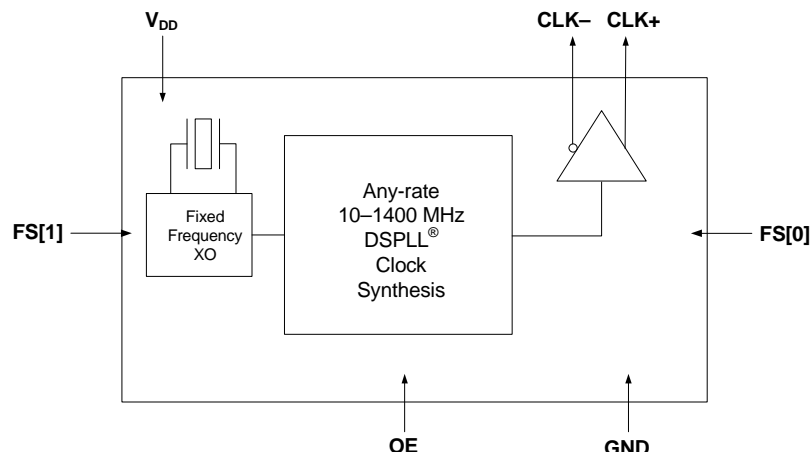 V_DD
CLK– CLK+
Fixed
Frequency
XO
Any-rate
10–1400 MHz
DSPLL®
Clock
Synthesis
FS[1]
FS[0]
OE
GND